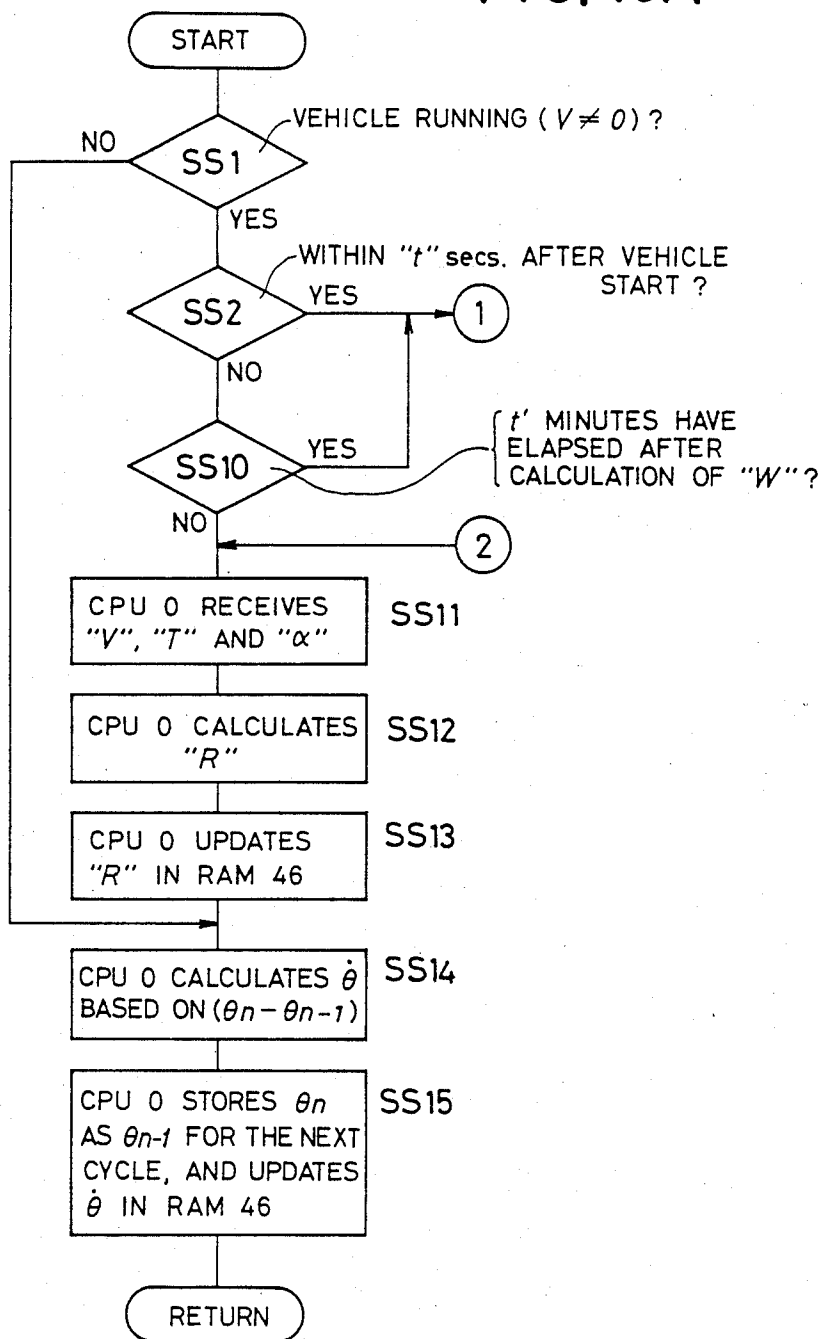 START
VEHICLE RUNNING (V ≠ 0) ?
NO
SS1
YES
WITHIN "t" secs. AFTER VEHICLE
START ?
SS2
YES
1
NO
t' MINUTES HAVE
ELAPSED AFTER
CALCULATION OF "W"?
SS10
YES
NO
2
CPU 0 RECEIVES
"V", "T" AND "α"
SS11
CPU 0 CALCULATES
"R"
SS12
CPU 0 UPDATES
"R" IN RAM 46
SS13
CPU 0 CALCULATES θ̇
BASED ON (θn − θn-1)
SS14
CPU 0 STORES θn
AS θn-1 FOR THE NEXT
CYCLE, AND UPDATES
θ̇ IN RAM 46
SS15
RETURN